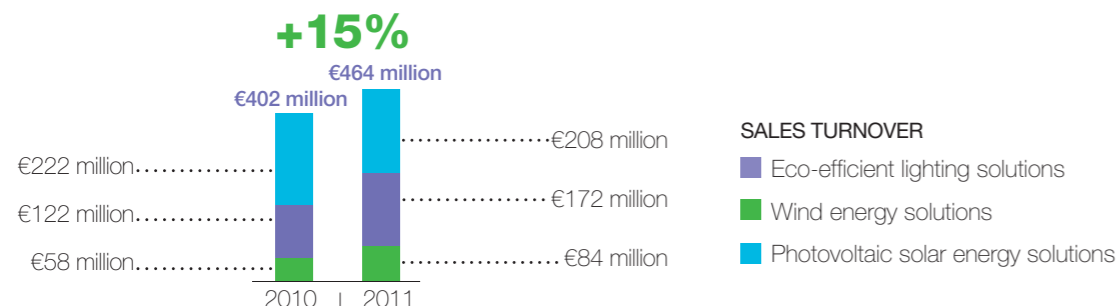 +15%
€464 million
€402 million
€222 million
€122 million
€58 million
€208 million
€172 million
€84 million
2010 | 2011
SALES TURNOVER
Eco-efficient lighting solutions
Wind energy solutions
Photovoltaic solar energy solutions